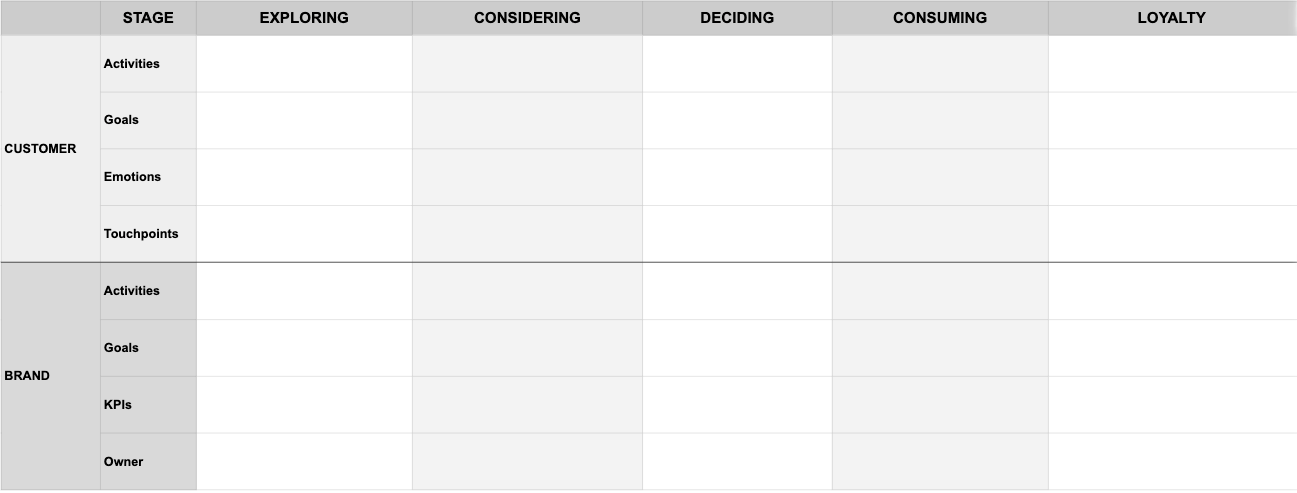 STAGE EXPLORING CONSIDERING DECIDING CONSUMING LOYALTY
CUSTOMER
Activities
Goals
Emotions
Touchpoints
BRAND
Activities
Goals
KPIs
Owner